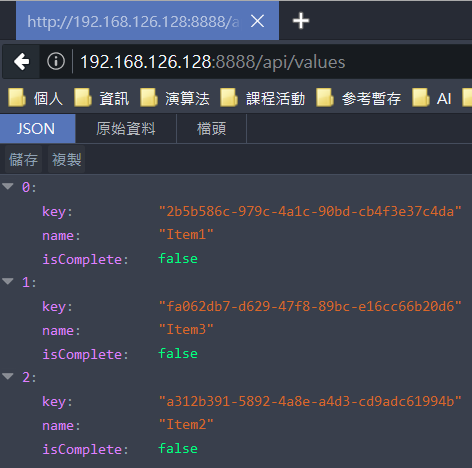 http://192.168.126.128:8888/a
192.168.126.128:8888/api/values
個人 資訊 演算法 課程活動 參考暫存 AI
JSON 原始資料 檔頭
儲存 複製
0:
key: "2b5b586c-979c-4a1c-90bd-cb4f3e37c4da"
name: "Item1"
isComplete: false
1:
key: "fa062db7-d629-47f8-89bc-e16cc66b20d6"
name: "Item3"
isComplete: false
2:
key: "a312b391-5892-4a8e-a4d3-cd9adc61994b"
name: "Item2"
isComplete: false